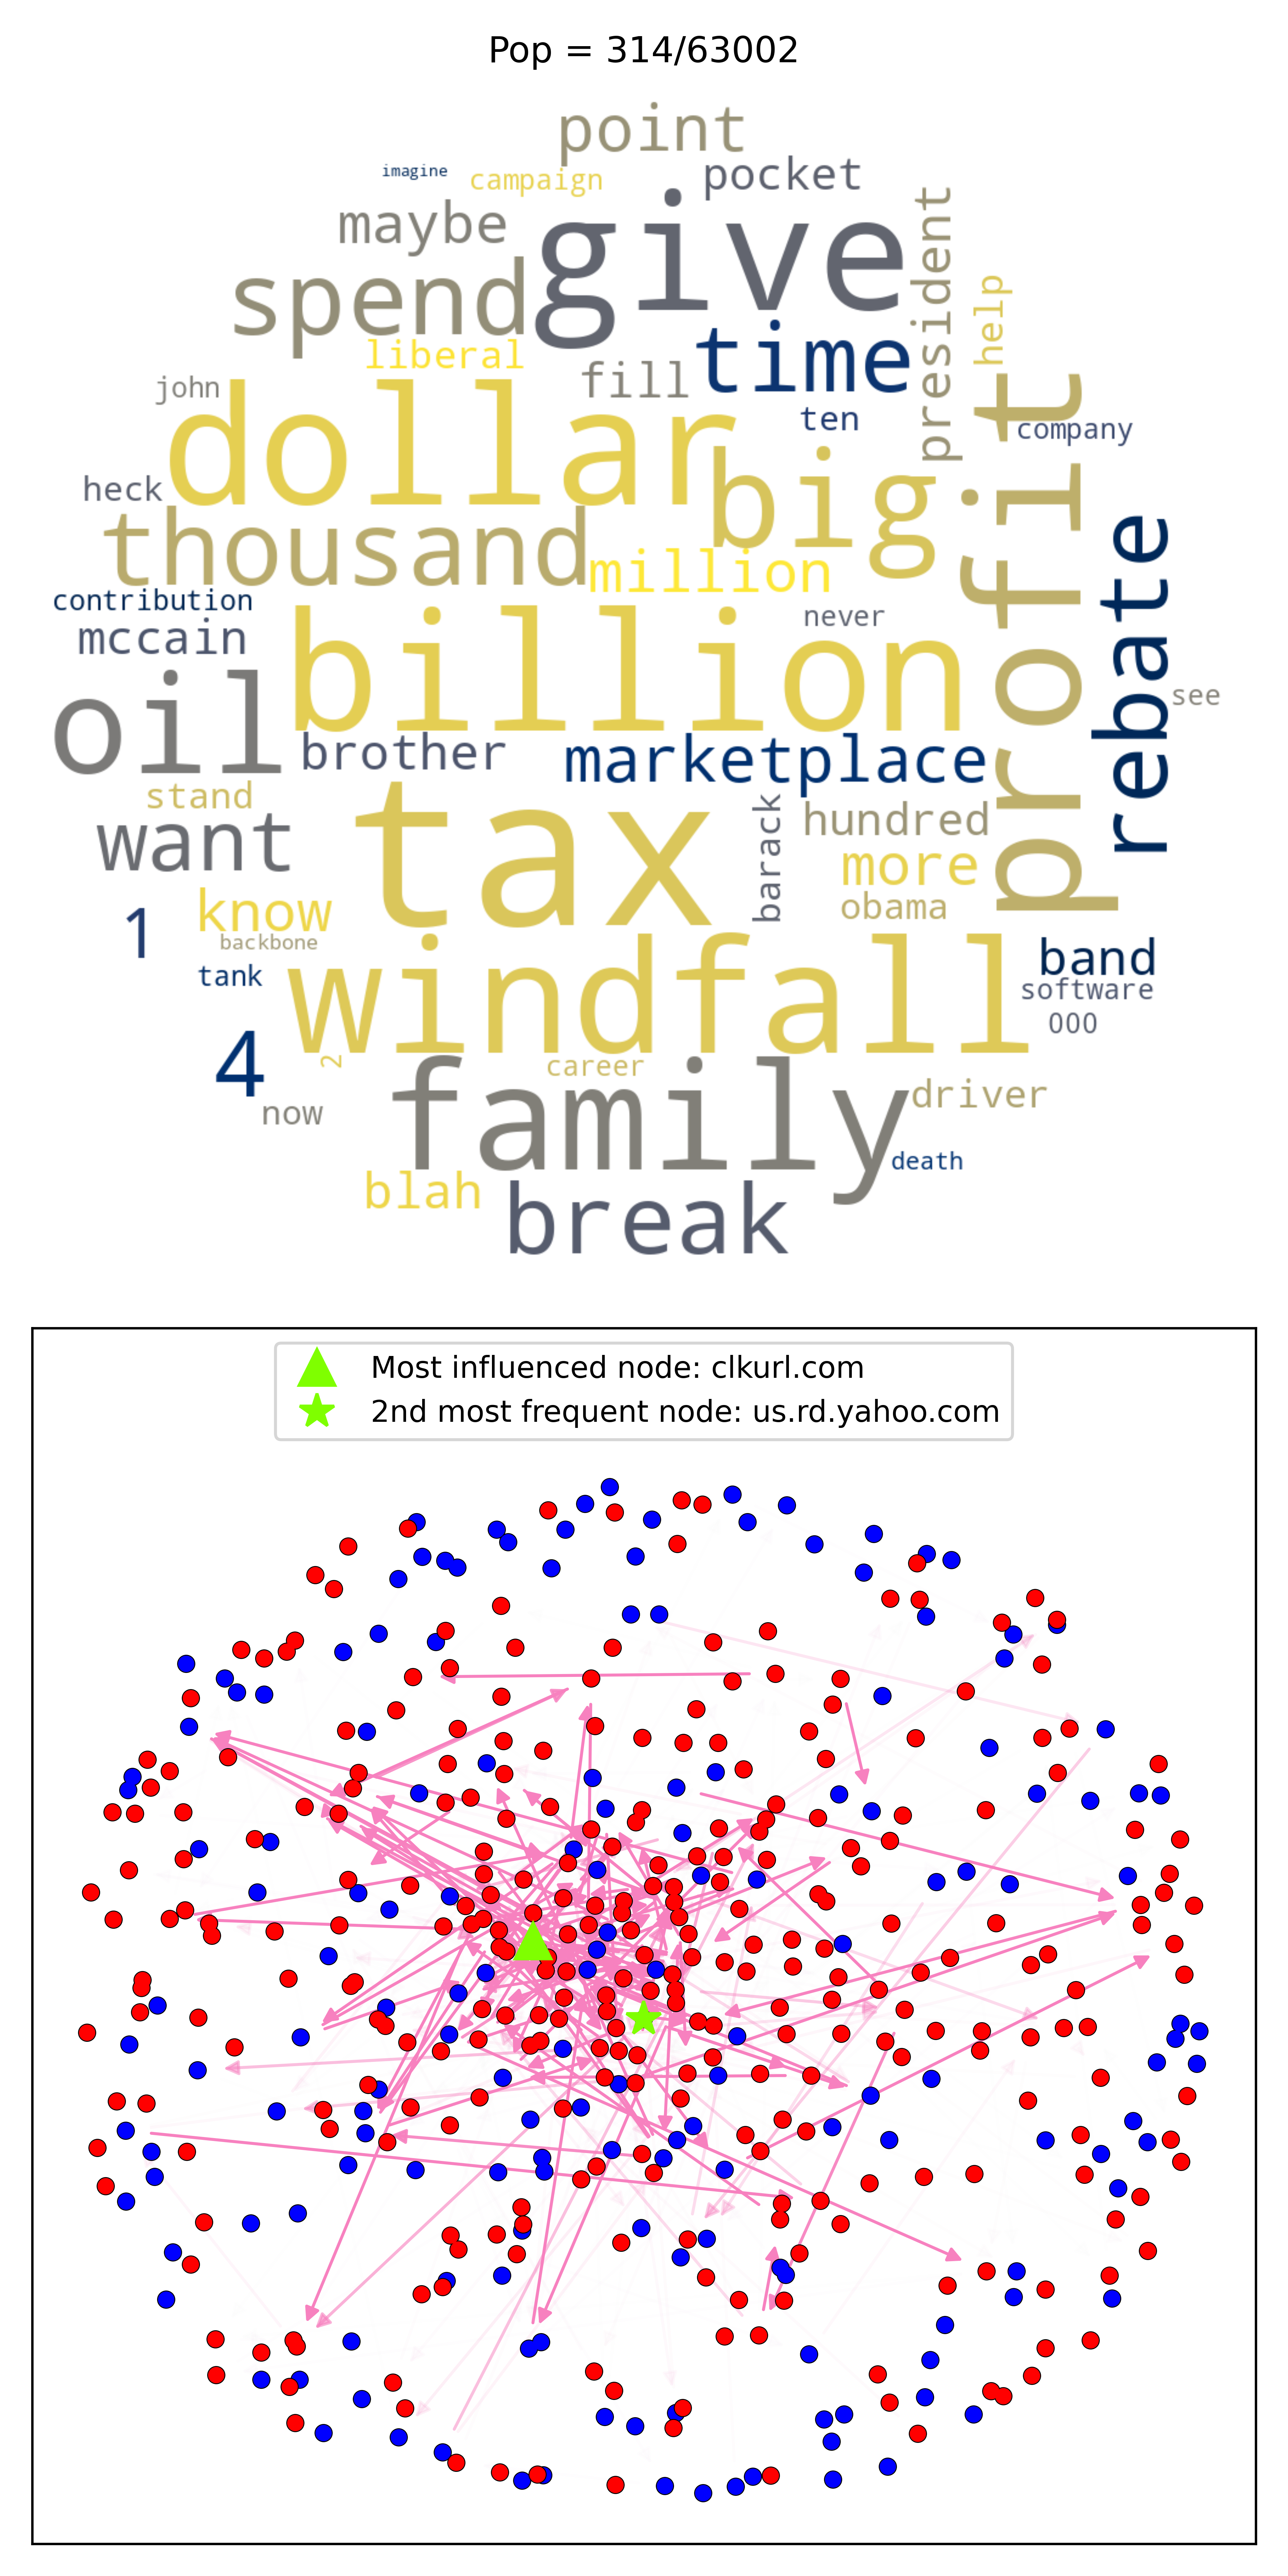 Pop = 314/63002
point
imagine
campaign
pocket
maybe
give
president
spend
help
time
liberal
fill
john
dollar
ten
company
profit
big
heck
thousand
million
rebate
contribution
never
mccain
billion
oil
see
brother
marketplace
stand
tax
barack
hundred
want
more
know
obama
1
backbone
windfall
band
tank
software
000
4
2
career
family
now
driver
death
blah
break
Most influenced node: clkurl.com
2nd most frequent node: us.rd.yahoo.com